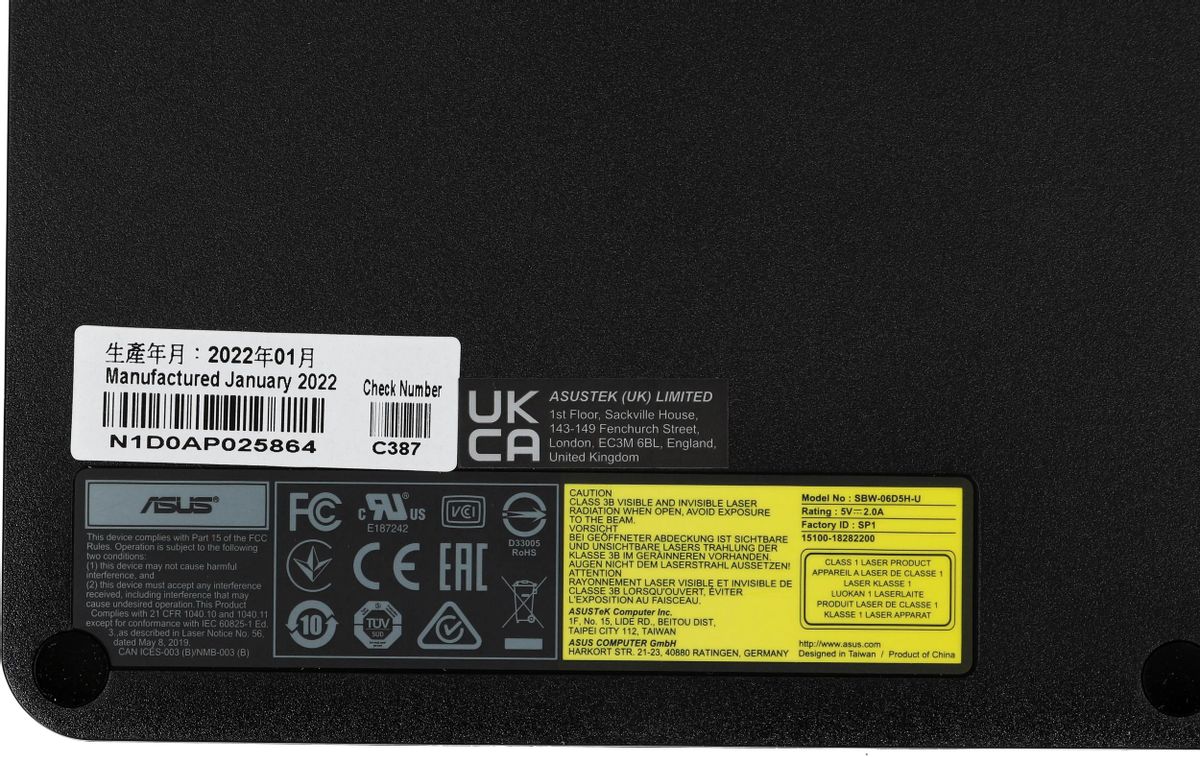 生產年月：2022年01月
Manufactured January 2022
Check Number
N1D0AP025864
C387
UK
CA
ASUSTEK (UK) LIMITED
1st Floor, Sackville House,
143-149 Fenchurch Street,
London, EC3M 6BL, England,
United Kingdom
ASUS®
This device complies with Part 15 of the FCC
Rules. Operation is subject to the following
two conditions:
(1) this device may not cause harmful
interference, and
(2) this device must accept any interference
received, including interference that may
cause undesired operation.This Product
Complies with 21 CFR 1040.10 and 1040.11
except for conformance with IEC 60825-1 Ed.
3.,as described in Laser Notice No. 56,
dated May 8, 2019.
CAN ICES-003 (B)/NMB-003 (B)
FC
c UL® US
E187242
VCI
D33005
RoHS
CE
EAC
10
TÜV
SÜD
CAUTION
CLASS 3B VISIBLE AND INVISIBLE LASER
RADIATION WHEN OPEN, AVOID EXPOSURE
TO THE BEAM.
VORSICHT
BEI GEÖFFNETER ABDECKUNG IST SICHTBARE
UND UNSICHTBARE LASERS TRAHLUNG DER
KLASSE 3B IM GERÄINNEREN VORHANDEN.
AUGEN NICHT DEM LASERSTRAHL AUSSETZEN!
ATTENTION
RAYONNEMENT LASER VISIBLE ET INVISIBLE DE
CLASSE 3B LORSQU'OUVERT, ÉVITER
L'EXPOSITION AU FAISCEAU.
ASUSTeK Computer Inc.
1F, No. 15, LIDE RD., BEITOU DIST,
TAIPEI CITY 112, TAIWAN
ASUS COMPUTER GmbH
HARKORT STR. 21-23, 40880 RATINGEN, GERMANY
Model No : SBW-06D5H-U
Rating : 5V⎓2.0A
Factory ID : SP1
15100-18282200
CLASS 1 LASER PRODUCT
APPAREIL A LASER DE CLASSE 1
LASER KLASSE 1
LUOKAN 1 LASERLAITE
PRODUIT LASER DE CLASSE 1
KLASSE 1 LASER APPARAT
http://www.asus.com
Designed in Taiwan / Product of China